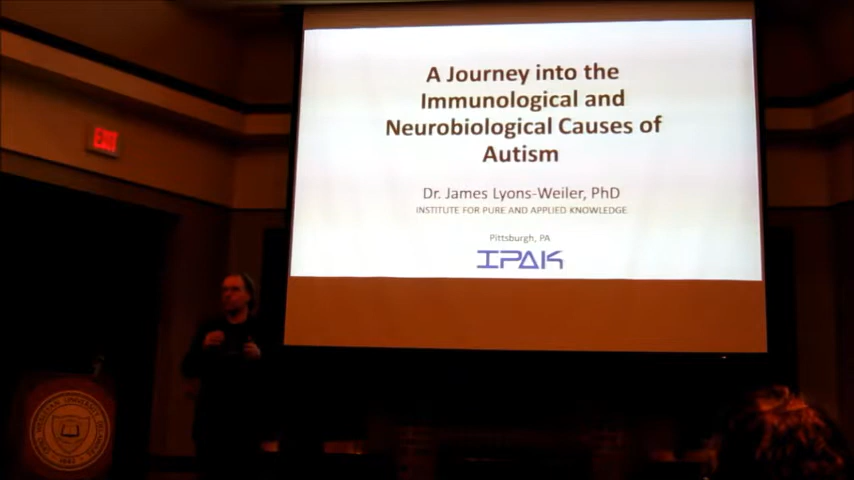 EXIT
A Journey into the
Immunological and
Neurobiological Causes of
Autism
Dr. James Lyons-Weiler, PhD
INSTITUTE FOR PURE AND APPLIED KNOWLEDGE
Pittsburgh, PA
IPAK